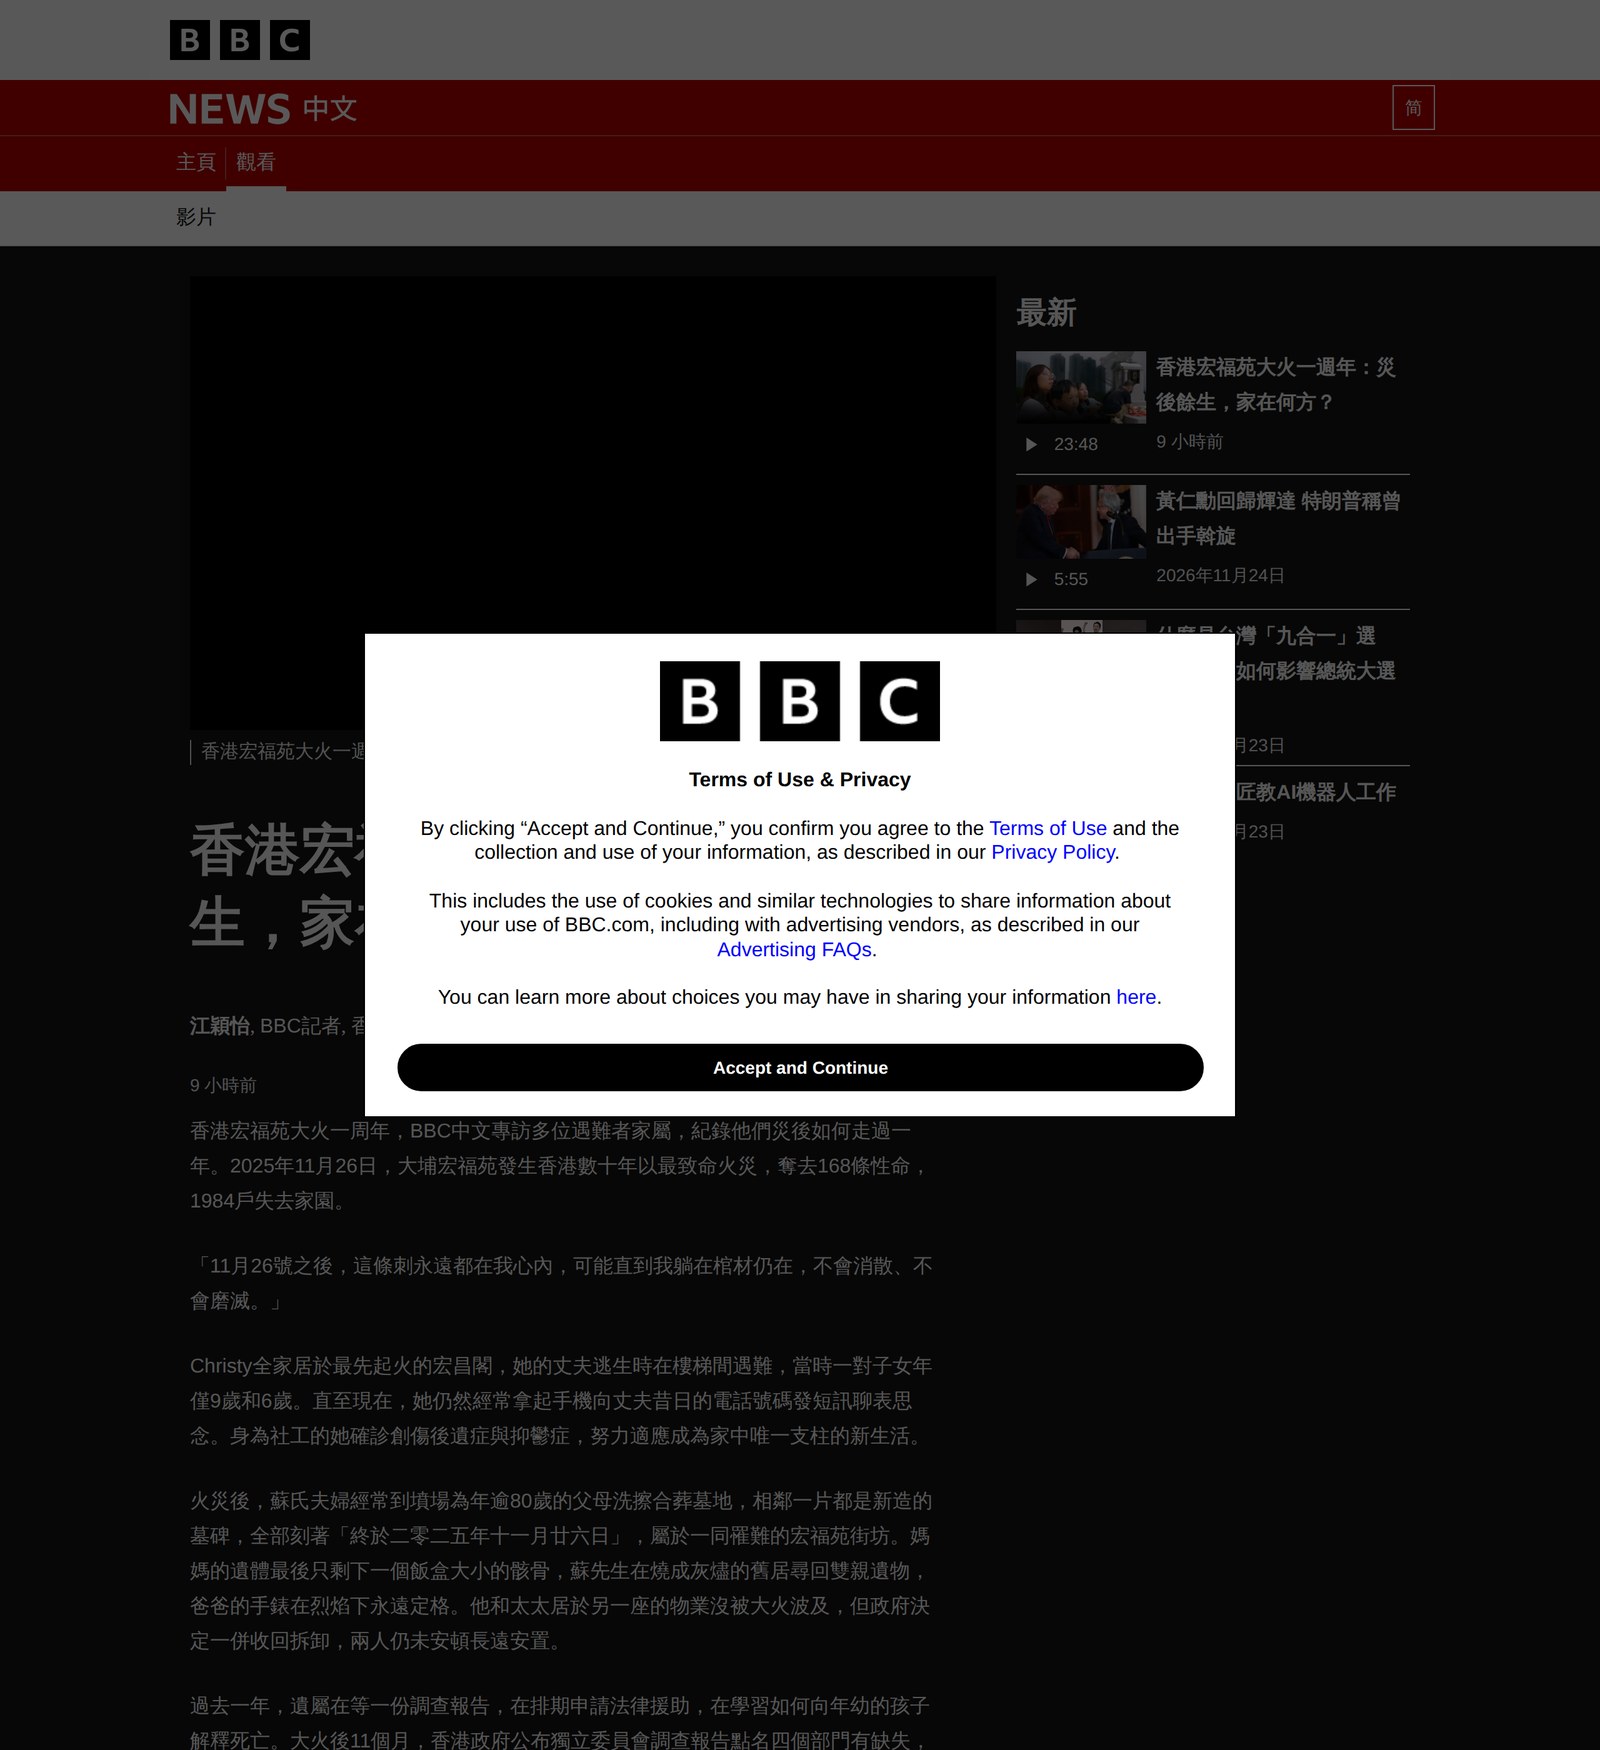 BBC
NEWS 中文
简
主頁
觀看
影片
最新
香港宏福苑大火一週年：災
後餘生，家在何方？
23:48
9 小時前
黃仁勳回歸輝達 特朗普稱曾
出手斡旋
5:55
2026年11月24日
什麼是台灣「九合一」選
如何影響總統大選
月23日
匠教AI機器人工作
月23日
香港宏福苑大火一週
香港宏福
生，家在
江穎怡, BBC記者, 香
9 小時前
BBC
Terms of Use & Privacy
By clicking “Accept and Continue,” you confirm you agree to the Terms of Use and the
collection and use of your information, as described in our Privacy Policy.
This includes the use of cookies and similar technologies to share information about
your use of BBC.com, including with advertising vendors, as described in our
Advertising FAQs.
You can learn more about choices you may have in sharing your information here.
Accept and Continue
香港宏福苑大火一周年，BBC中文專訪多位遇難者家屬，紀錄他們災後如何走過一
年。2025年11月26日，大埔宏福苑發生香港數十年以最致命火災，奪去168條性命，
1984戶失去家園。
「11月26號之後，這條刺永遠都在我心內，可能直到我躺在棺材仍在，不會消散、不
會磨滅。」
Christy全家居於最先起火的宏昌閣，她的丈夫逃生時在樓梯間遇難，當時一對子女年
僅9歲和6歲。直至現在，她仍然經常拿起手機向丈夫昔日的電話號碼發短訊聊表思
念。身為社工的她確診創傷後遺症與抑鬱症，努力適應成為家中唯一支柱的新生活。
火災後，蘇氏夫婦經常到墳場為年逾80歲的父母洗擦合葬墓地，相鄰一片都是新造的
墓碑，全部刻著「終於二零二五年十一月廿六日」，屬於一同罹難的宏福苑街坊。媽
媽的遺體最後只剩下一個飯盒大小的骸骨，蘇先生在燒成灰燼的舊居尋回雙親遺物，
爸爸的手錶在烈焰下永遠定格。他和太太居於另一座的物業沒被大火波及，但政府決
定一併收回拆卸，兩人仍未安頓長遠安置。
過去一年，遺屬在等一份調查報告，在排期申請法律援助，在學習如何向年幼的孩子
解釋死亡。大火後11個月，香港政府公布獨立委員會調查報告點名四個部門有缺失，